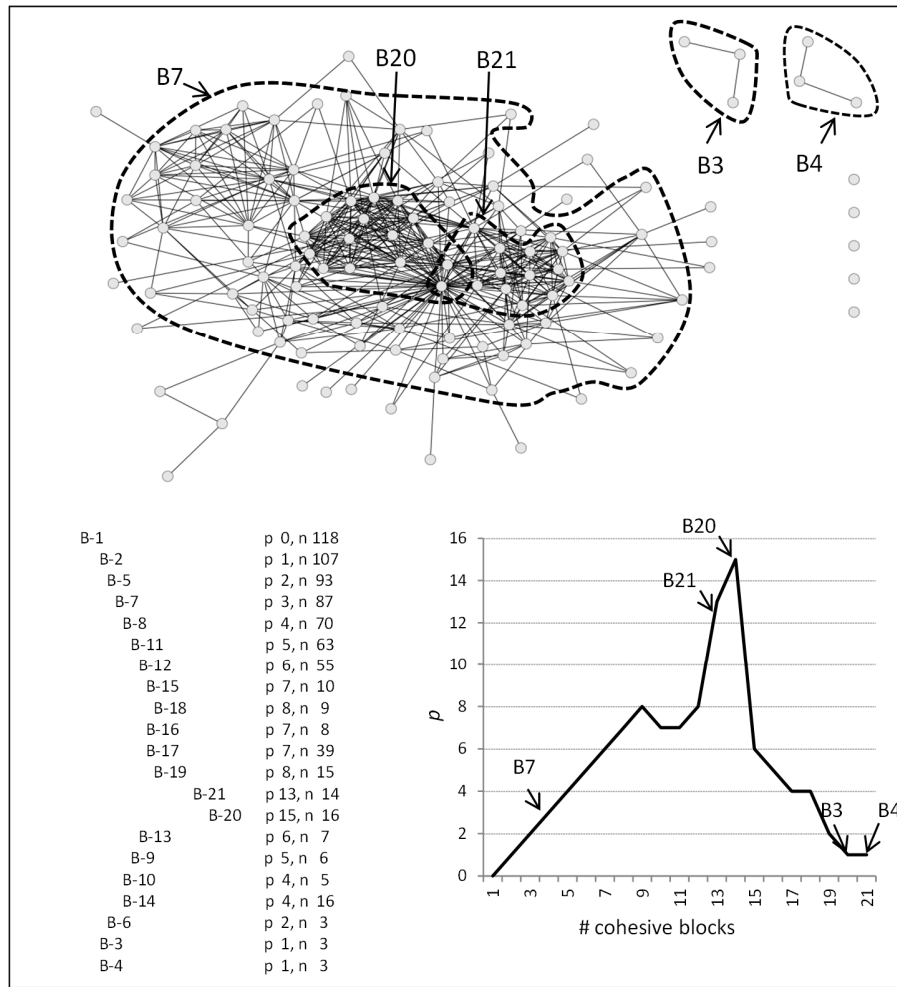 B7
B20
B21
B3
B4
B-1 p 0, n 118
B-2 p 1, n 107
B-5 p 2, n 93
B-7 p 3, n 87
B-8 p 4, n 70
B-11 p 5, n 63
B-12 p 6, n 55
B-15 p 7, n 10
B-18 p 8, n 9
B-16 p 7, n 8
B-17 p 7, n 39
B-19 p 8, n 15
B-21 p 13, n 14
B-20 p 15, n 16
B-13 p 6, n 7
B-9 p 5, n 6
B-10 p 4, n 5
B-14 p 4, n 16
B-6 p 2, n 3
B-3 p 1, n 3
B-4 p 1, n 3
16
14
12
10
8
6
4
2
0
p
B20
B21
B7
B3
B4
1
3
5
7
9
11
13
15
17
19
21
# cohesive blocks